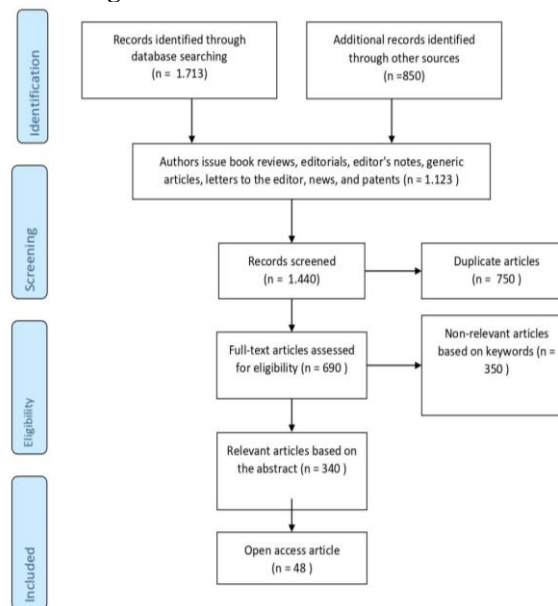 Identification
Records identified through
database searching
(n = 1.713)
Additional records identified
through other sources
(n =850)
Authors issue book reviews, editorials, editor's notes, generic
articles, letters to the editor, news, and patents (n = 1.123 )
Screening
Records screened
(n = 1.440)
Duplicate articles
(n = 750 )
Eligibility
Full-text articles assessed
for eligibility (n = 690 )
Non-relevant articles
based on keywords (n =
350 )
Relevant articles based on
the abstract (n = 340 )
Included
Open access article
(n = 48 )